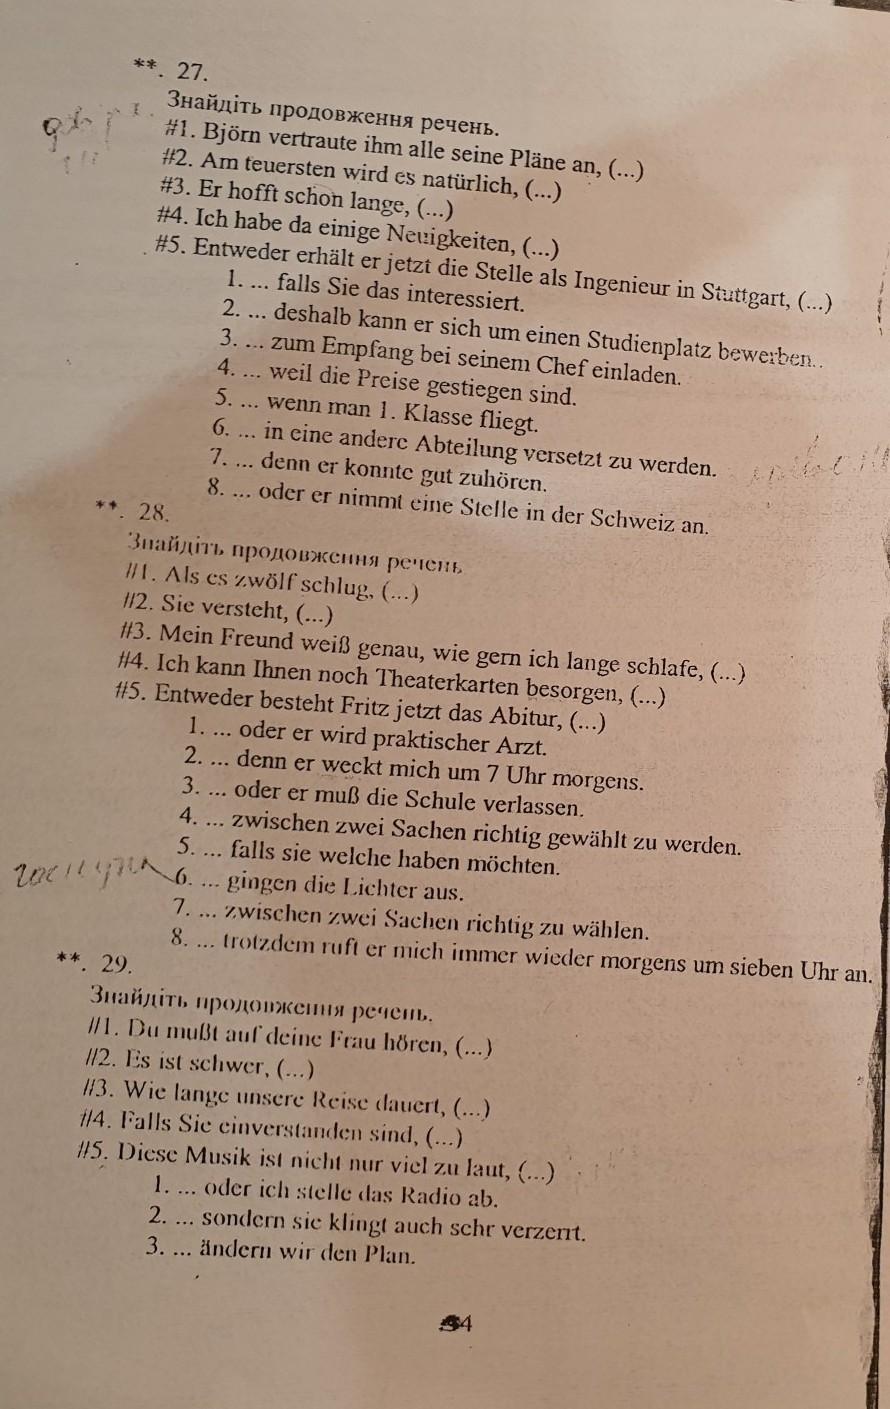 **. 27.
Знайдіть продовження речень.
#1. Björn vertraute ihm alle seine Pläne an, (...)
#2. Am teuersten wird es natürlich, (...)
#3. Er hofft schon lange, (...)
#4. Ich habe da einige Neuigkeiten, (...)
#5. Entweder erhält er jetzt die Stelle als Ingenieur in Stuttgart, (...)
1. ... falls Sie das interessiert.
2. ... deshalb kann er sich um einen Studienplatz bewerben..
3. ... zum Empfang bei seinem Chef einladen.
4. ... weil die Preise gestiegen sind.
5. ... wenn man 1. Klasse fliegt.
6. ... in eine andere Abteilung versetzt zu werden.
7. ... denn er konnte gut zuhören.
8. ... oder er nimmt eine Stelle in der Schweiz an.
**. 28.
Знайдіть продовження речень
#1. Als es zwölf schlug, (...)
#2. Sie versteht, (...)
#3. Mein Freund weiß genau, wie gern ich lange schlafe, (...)
#4. Ich kann Ihnen noch Theaterkarten besorgen, (...)
#5. Entweder besteht Fritz jetzt das Abitur, (...)
1. ... oder er wird praktischer Arzt.
2. ... denn er weckt mich um 7 Uhr morgens.
3. ... oder er muß die Schule verlassen.
4. ... zwischen zwei Sachen richtig gewählt zu werden.
5. ... falls sie welche haben möchten.
6. ... gingen die Lichter aus.
7. ... zwischen zwei Sachen richtig zu wählen.
8. ... trotzdem ruft er mich immer wieder morgens um sieben Uhr an.
**. 29.
Знайдіть продовження речень.
#1. Du mußt auf deine Frau hören, (...)
#2. Es ist schwer, (...)
#3. Wie lange unsere Reise dauert, (...)
#4. Falls Sie einverstanden sind, (...)
#5. Diese Musik ist nicht nur viel zu laut, (...)
1. ... oder ich stelle das Radio ab.
2. ... sondern sie klingt auch sehr verzerrt.
3. ... ändern wir den Plan.